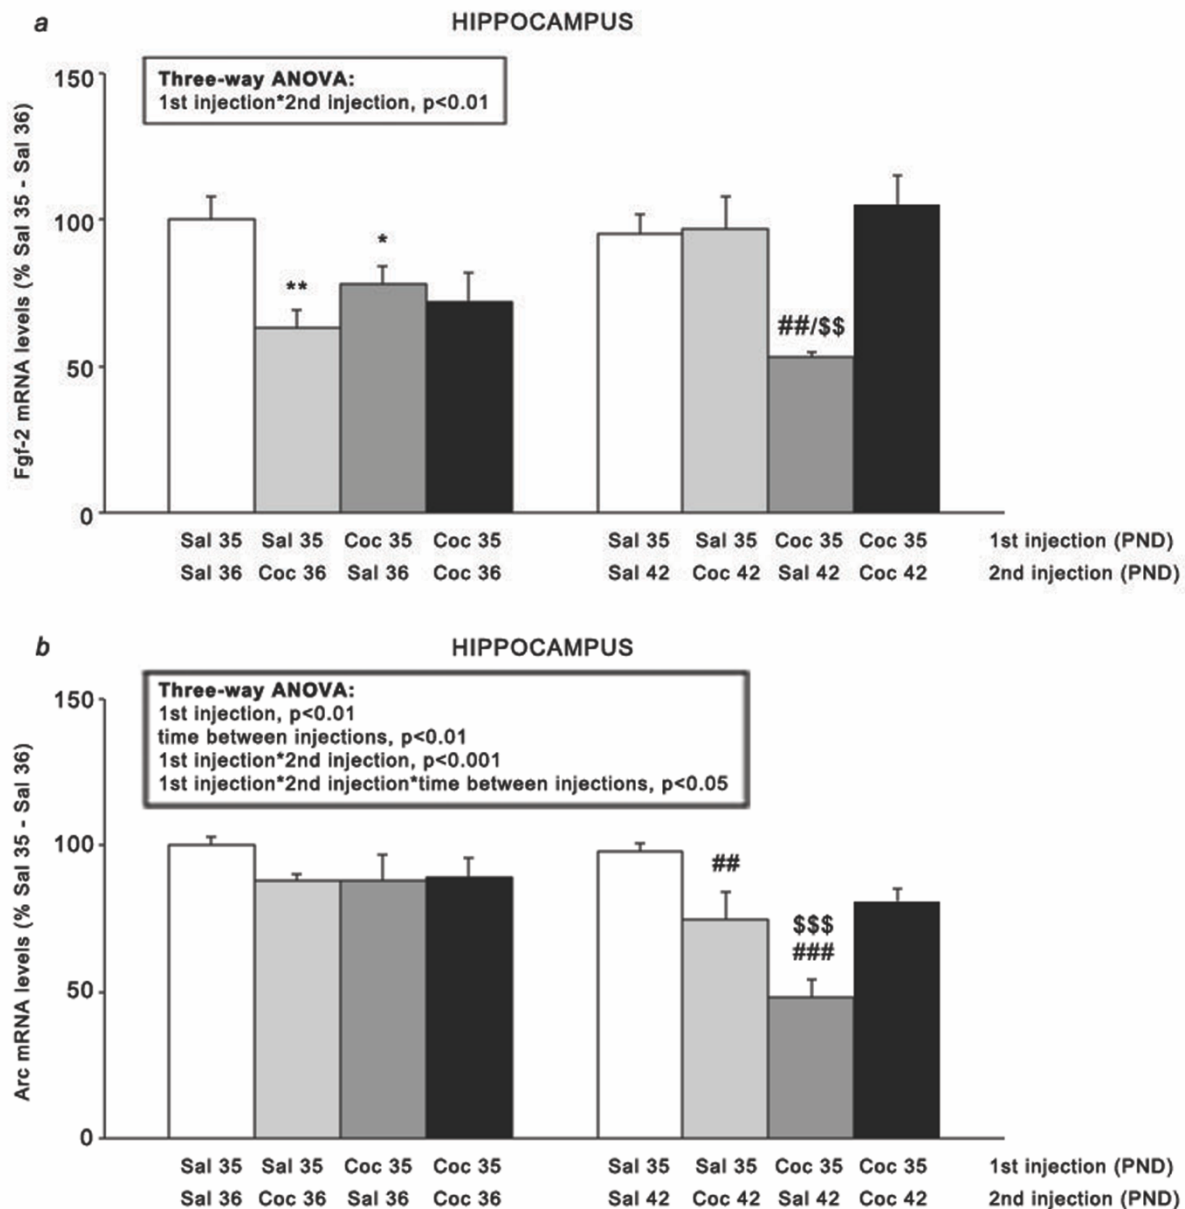 a
HIPPOCAMPUS
Three-way ANOVA:
1st injection*2nd injection, p<0.01
Fgf-2 mRNA levels (% Sal 35 - Sal 36)
150
100
50
0
**
*
##/$$
Sal 35 Sal 35 Coc 35 Coc 35 Sal 35 Sal 35 Coc 35 Coc 35 1st injection (PND)
Sal 36 Coc 36 Sal 36 Coc 36 Sal 42 Coc 42 Sal 42 Coc 42 2nd injection (PND)
b
HIPPOCAMPUS
Three-way ANOVA:
1st injection, p<0.01
time between injections, p<0.01
1st injection*2nd injection, p<0.001
1st injection*2nd injection*time between injections, p<0.05
Arc mRNA levels (% Sal 35 - Sal 36)
150
100
50
0
##
$$$
###
Sal 35 Sal 35 Coc 35 Coc 35 Sal 35 Sal 35 Coc 35 Coc 35 1st injection (PND)
Sal 36 Coc 36 Sal 36 Coc 36 Sal 42 Coc 42 Sal 42 Coc 42 2nd injection (PND)